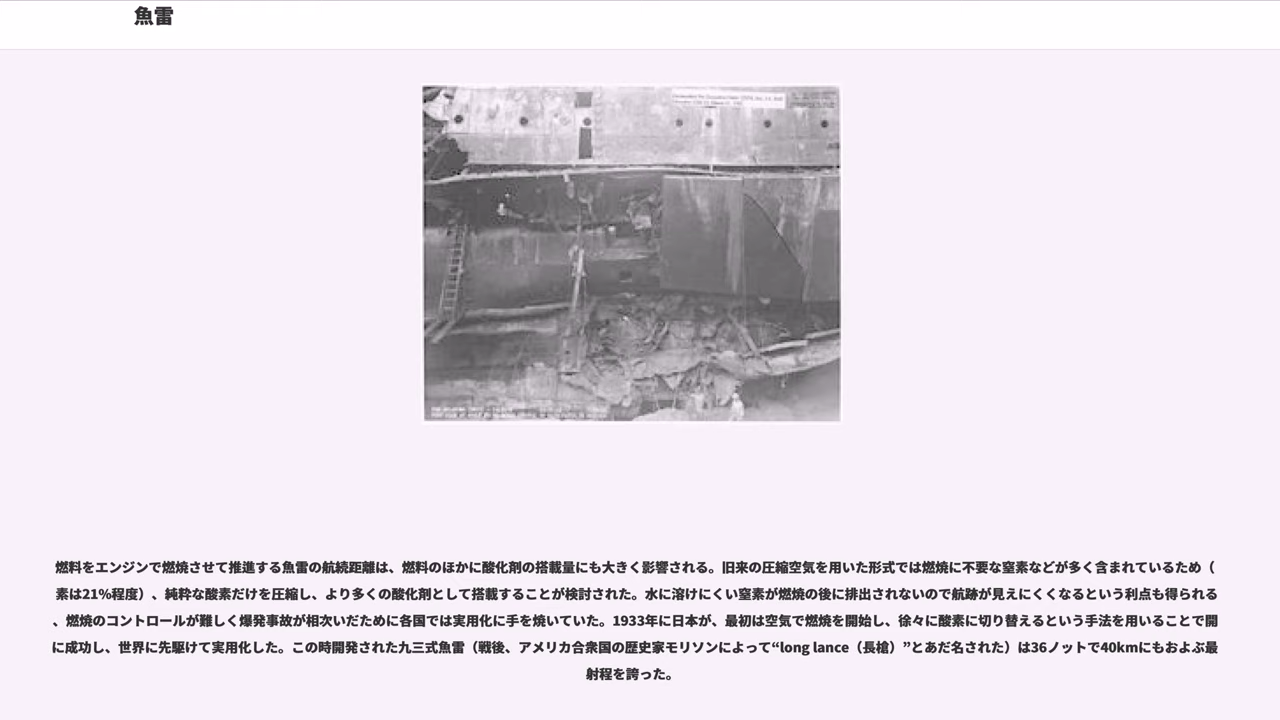 魚雷
燃料をエンジンで燃焼させて推進する魚雷の航続距離は、燃料のほかに酸化剤の搭載量にも大きく影響される。旧来の圧縮空気を用いた形式では燃焼に不要な窒素などが多く含まれているため（
素は21%程度）、純粋な酸素だけを圧縮し、より多くの酸化剤として搭載することが検討された。水に溶けにくい窒素が燃焼の後に排出されないので航跡が見えにくくなるという利点も得られる
、燃焼のコントロールが難しく爆発事故が相次いだために各国では実用化に手を焼いていた。1933年に日本が、最初は空気で燃焼を開始し、徐々に酸素に切り替えるという手法を用いることで開
に成功し、世界に先駆けて実用化した。この時開発された九三式魚雷（戦後、アメリカ合衆国の歴史家モリソンによって“long lance（長槍）”とあだ名された）は36ノットで40kmにもおよぶ最
射程を誇った。